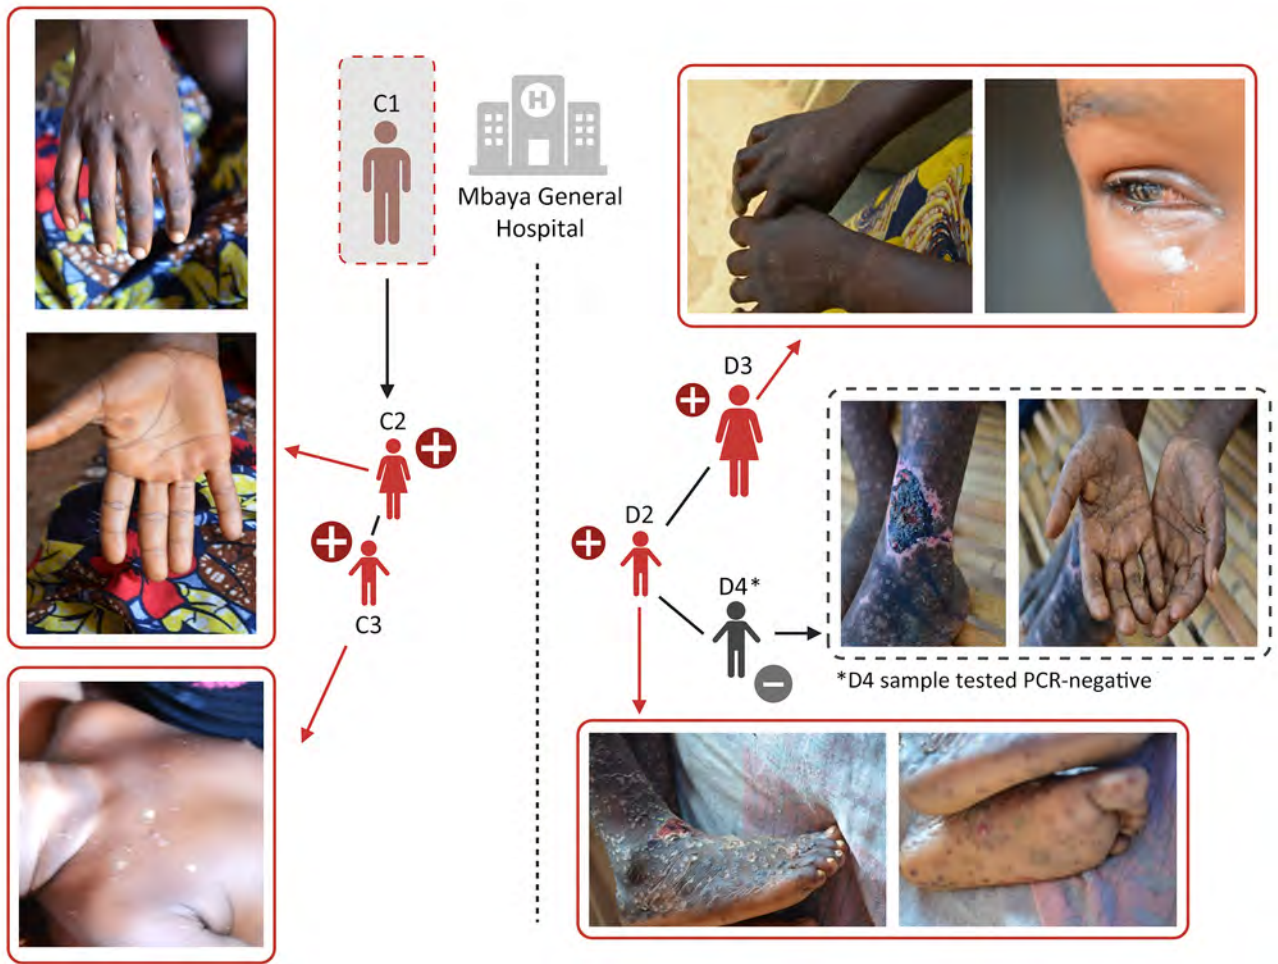 C1
H
Mbaya General
Hospital
C2
C3
D3
D2
D4*
*D4 sample tested PCR-negative